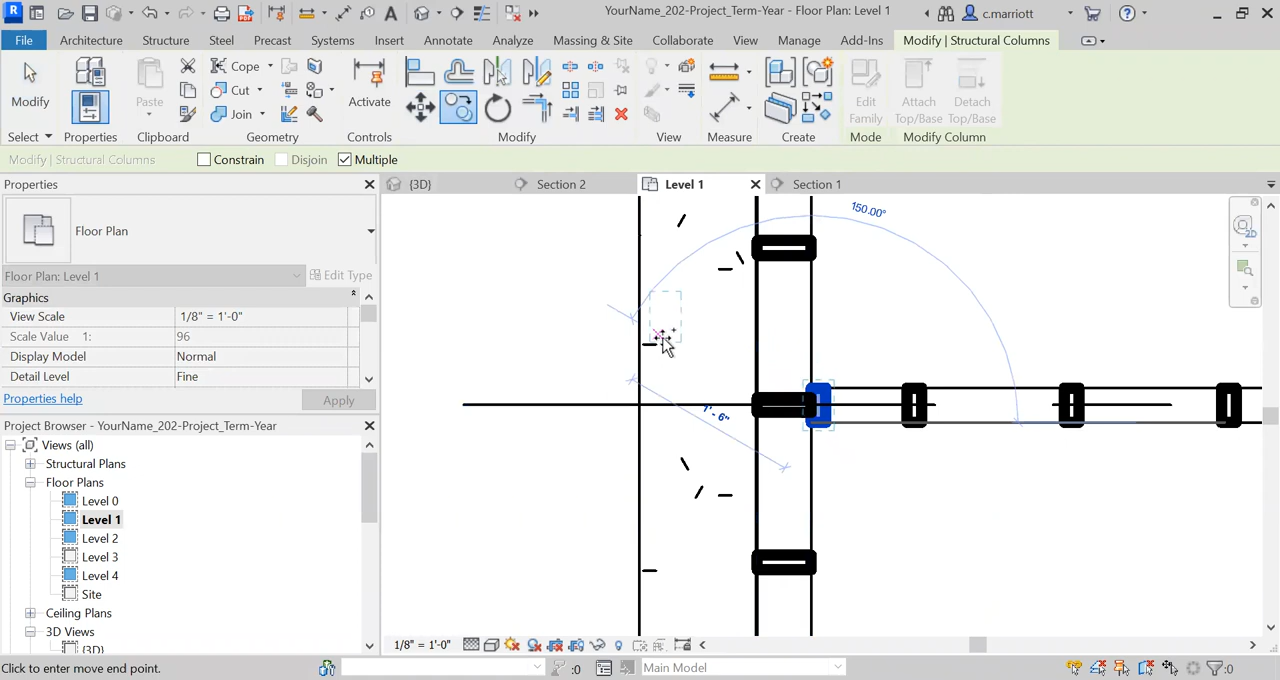 YourName_202-Project_Term-Year - Floor Plan: Level 1
c.marriott
File Architecture Structure Steel Precast Systems Insert Annotate Analyze Massing & Site Collaborate View Manage Add-Ins Modify | Structural Columns
Modify
Paste
Cope
Cut
Join
Activate
Edit
Family
Attach
Top/Base
Detach
Top/Base
Select Properties Clipboard Geometry Controls Modify View Measure Create Mode Modify Column
Modify | Structural Columns Constrain Disjoin Multiple
Properties
{3D} Section 2 Level 1 Section 1
Floor Plan
Floor Plan: Level 1 Edit Type
Graphics
View Scale 1/8" = 1'-0"
Scale Value 1: 96
Display Model Normal
Detail Level Fine
Properties help Apply
150.00°
2D
1' - 6"
Project Browser - YourName_202-Project_Term-Year
Views (all)
Structural Plans
Floor Plans
Level 0
Level 1
Level 2
Level 3
Level 4
Site
Ceiling Plans
3D Views
{3D}
1/8" = 1'-0"
Click to enter move end point. :0 Main Model :0